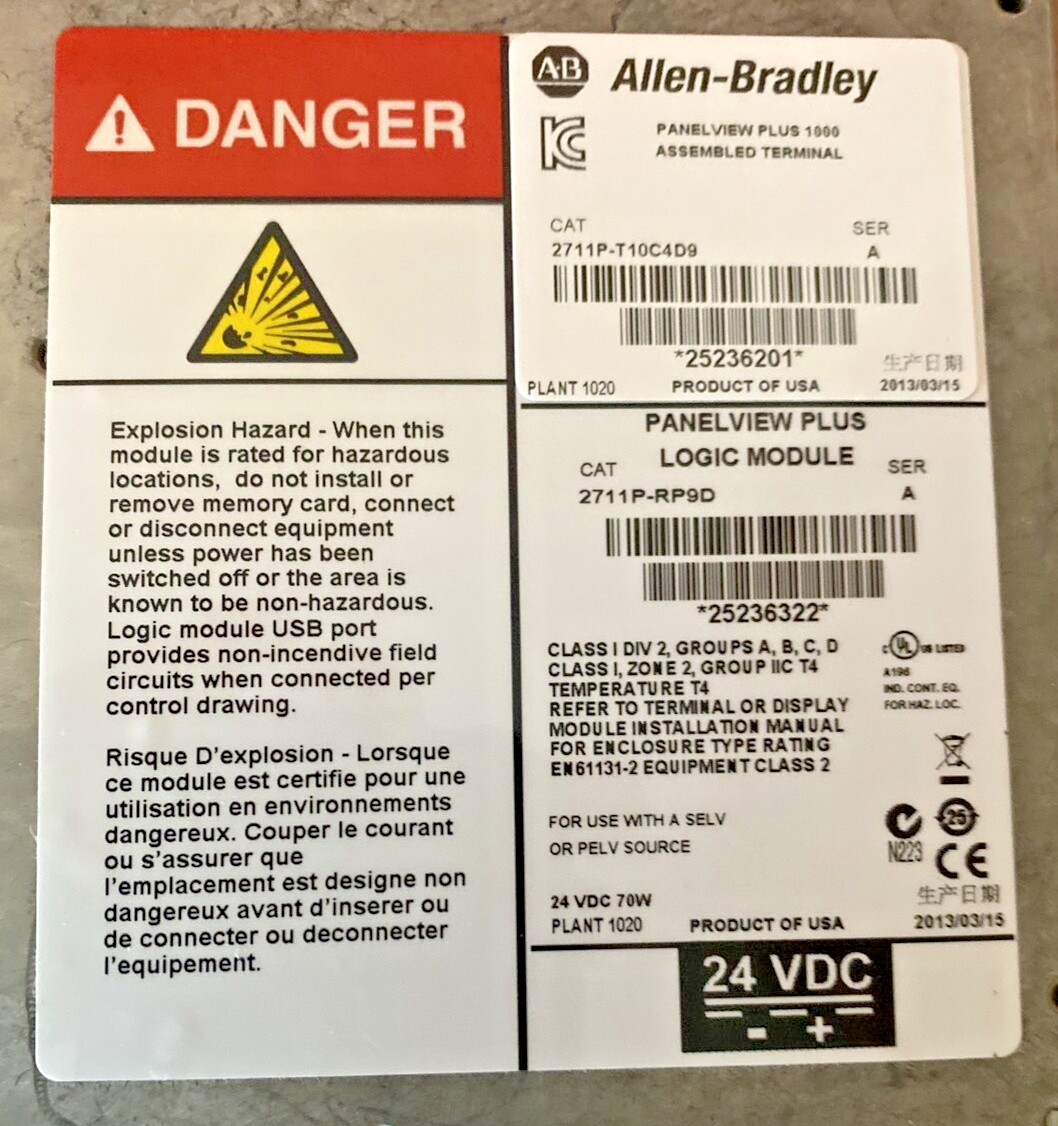 DANGER
Explosion Hazard - When this
module is rated for hazardous
locations, do not install or
remove memory card, connect
or disconnect equipment
unless power has been
switched off or the area is
known to be non-hazardous.
Logic module USB port
provides non-incendive field
circuits when connected per
control drawing.
Risque D'explosion - Lorsque
ce module est certifie pour une
utilisation en environnements
dangereux. Couper le courant
ou s'assurer que
l'emplacement est designe non
dangereux avant d'inserer ou
de connecter ou deconnecter
l'equipement.
A-B Allen-Bradley
KC
PANELVIEW PLUS 1000
ASSEMBLED TERMINAL
CAT SER
2711P-T10C4D9 A
*25236201*
生产日期
PLANT 1020 PRODUCT OF USA 2013/03/15
PANELVIEW PLUS
LOGIC MODULE
CAT SER
2711P-RP9D A
*25236322*
CLASS I DIV 2, GROUPS A, B, C, D
CLASS I, ZONE 2, GROUP IIC T4
TEMPERATURE T4
REFER TO TERMINAL OR DISPLAY
MODULE INSTALLATION MANUAL
FOR ENCLOSURE TYPE RATING
EN61131-2 EQUIPMENT CLASS 2
C UL US LISTED
A196
IND. CONT. EQ.
FOR HAZ. LOC.
FOR USE WITH A SELV
OR PELV SOURCE
25
N223
CE
生产日期
24 VDC 70W
PLANT 1020 PRODUCT OF USA 2013/03/15
24 VDC
- +